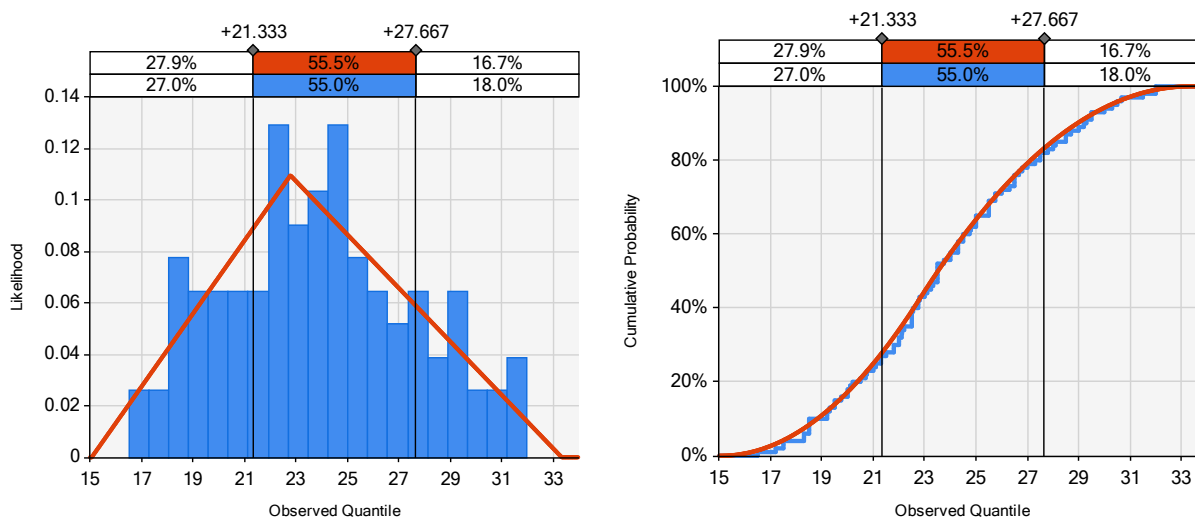 +21.333 +27.667
27.9% 55.5% 16.7%
27.0% 55.0% 18.0%
0.14
0.12
0.1
0.08
0.06
0.04
0.02
0
Likelihood
15 17 19 21 23 25 27 29 31 33
Observed Quantile
+21.333 +27.667
27.9% 55.5% 16.7%
27.0% 55.0% 18.0%
100%
80%
60%
40%
20%
0%
Cumulative Probability
15 17 19 21 23 25 27 29 31 33
Observed Quantile